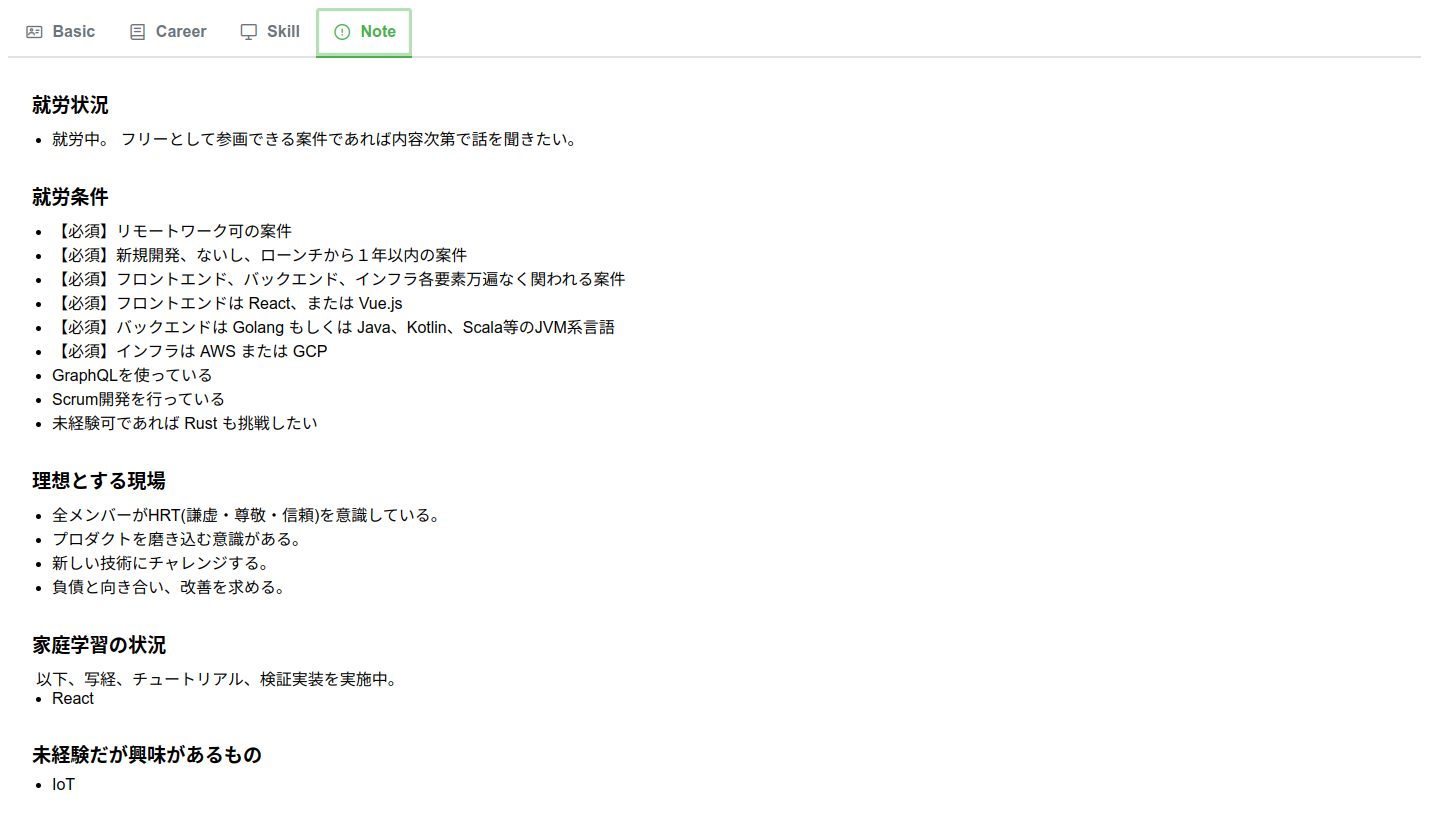 Basic Career Skill Note
就労状況
就労中。 フリーとして参画できる案件であれば内容次第で話を聞きたい。
就労条件
【必須】リモートワーク可の案件
【必須】新規開発、ないし、ローンチから１年以内の案件
【必須】フロントエンド、バックエンド、インフラ各要素万遍なく関われる案件
【必須】フロントエンドは React、または Vue.js
【必須】バックエンドは Golang もしくは Java、Kotlin、Scala等のJVM系言語
【必須】インフラは AWS または GCP
GraphQLを使っている
Scrum開発を行っている
未経験可であれば Rust も挑戦したい
理想とする現場
全メンバーがHRT(謙虚・尊敬・信頼)を意識している。
プロダクトを磨き込む意識がある。
新しい技術にチャレンジする。
負債と向き合い、改善を求める。
家庭学習の状況
以下、写経、チュートリアル、検証実装を実施中。
React
未経験だが興味があるもの
IoT